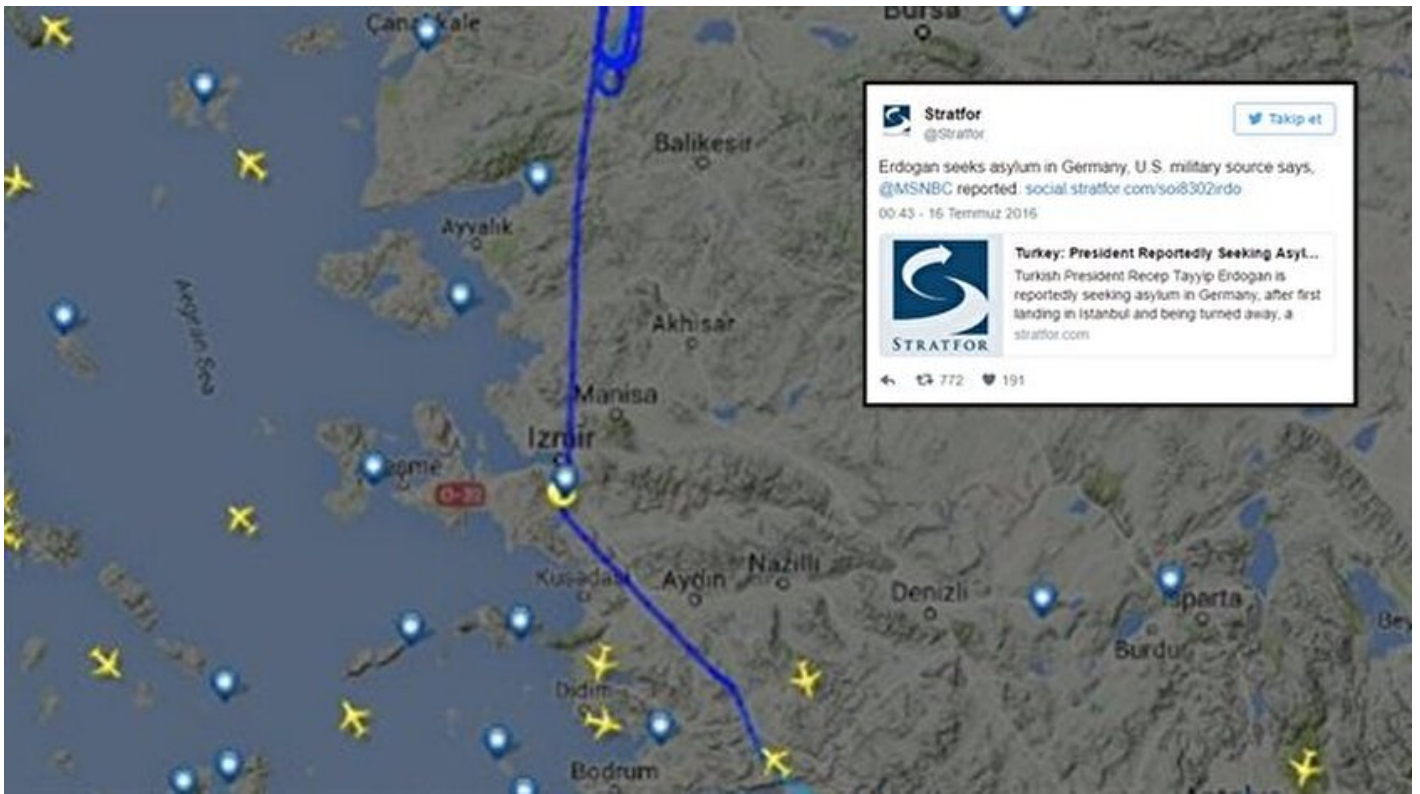 Çanakkale
Bursa
Balıkesir
Ayvalık
Aegean Sea
Akhisar
Manisa
Izmir
O-32
Kuşadası
Aydın
Nazilli
Denizli
Isparta
Burdur
Didim
Bodrum
Stratfor
@Stratfor
Takip et
Erdogan seeks asylum in Germany, U.S. military source says,
@MSNBC reported. social.stratfor.com/soi8302irdo
00:43 - 16 Temmuz 2016
STRATFOR
Turkey: President Reportedly Seeking Asyl...
Turkish President Recep Tayyip Erdogan is
reportedly seeking asylum in Germany, after first
landing in Istanbul and being turned away, a
stratfor.com
772
191